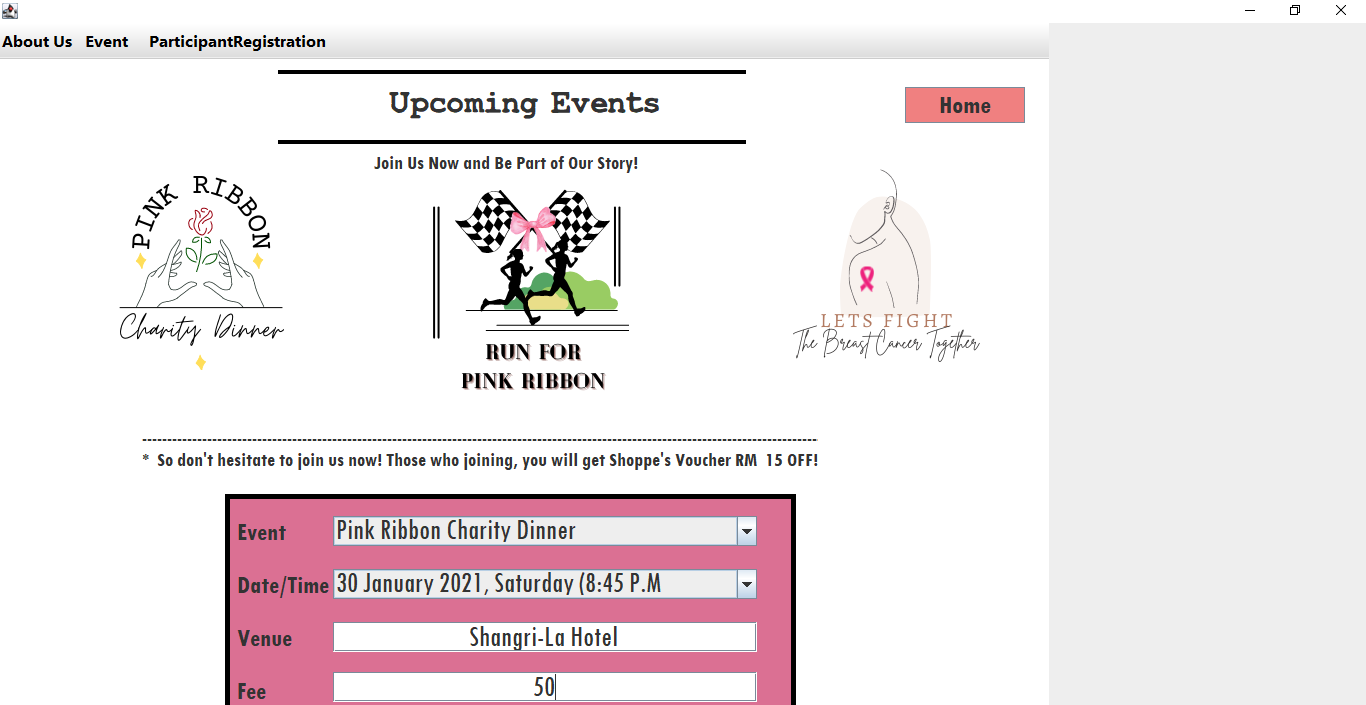 About Us Event ParticipantRegistration
Upcoming Events
Home
Join Us Now and Be Part of Our Story!
PINK RIBBON
Charity Dinner
RUN FOR
PINK RIBBON
LETS FIGHT
The Breast Cancer Together
* So don't hesitate to join us now! Those who joining, you will get Shoppe's Voucher RM 15 OFF!
Event Pink Ribbon Charity Dinner
Date/Time 30 January 2021, Saturday (8:45 P.M
Venue Shangri-La Hotel
Fee 50